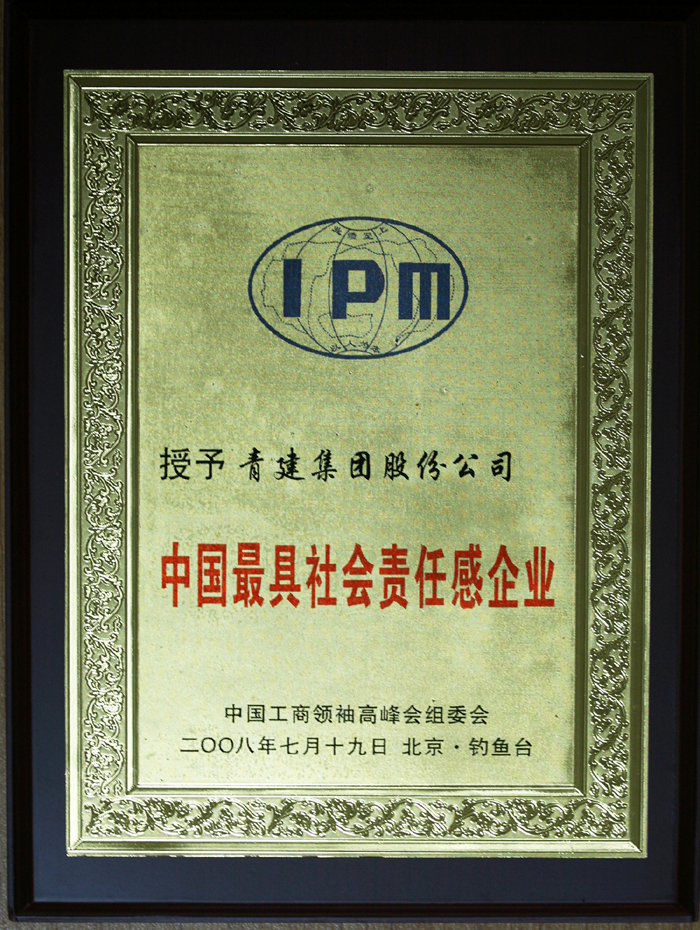 IPM
授予 青建集团股份公司
中国最具社会责任感企业
中国工商领袖高峰会组委会
二〇〇八年七月十九日 北京·钓鱼台